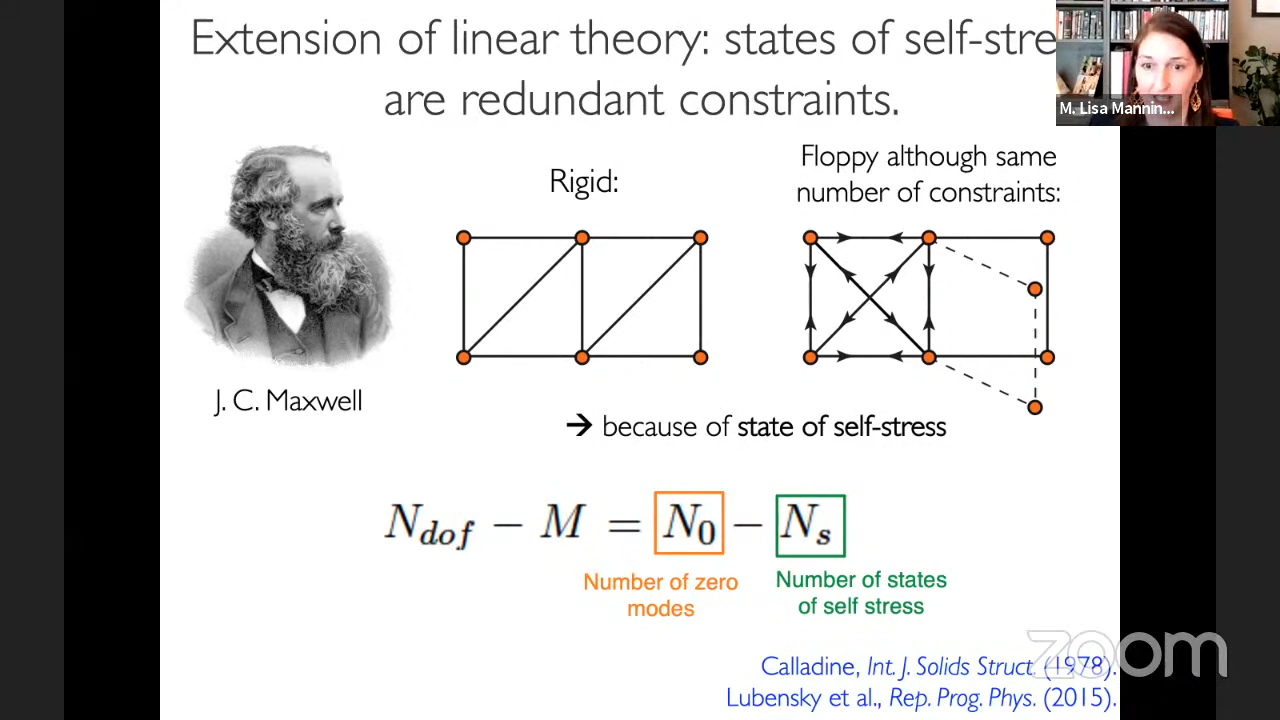 Extension of linear theory: states of self-stre
are redundant constraints.
M. Lisa Mannin...
Rigid:
Floppy although same
number of constraints:
J. C. Maxwell
→ because of state of self-stress
N_{dof} − M = N_0 − N_s
Number of zero
modes
Number of states
of self stress
Calladine, Int. J. Solids Struct. (1978).
Lubensky et al., Rep. Prog. Phys. (2015).
zoom